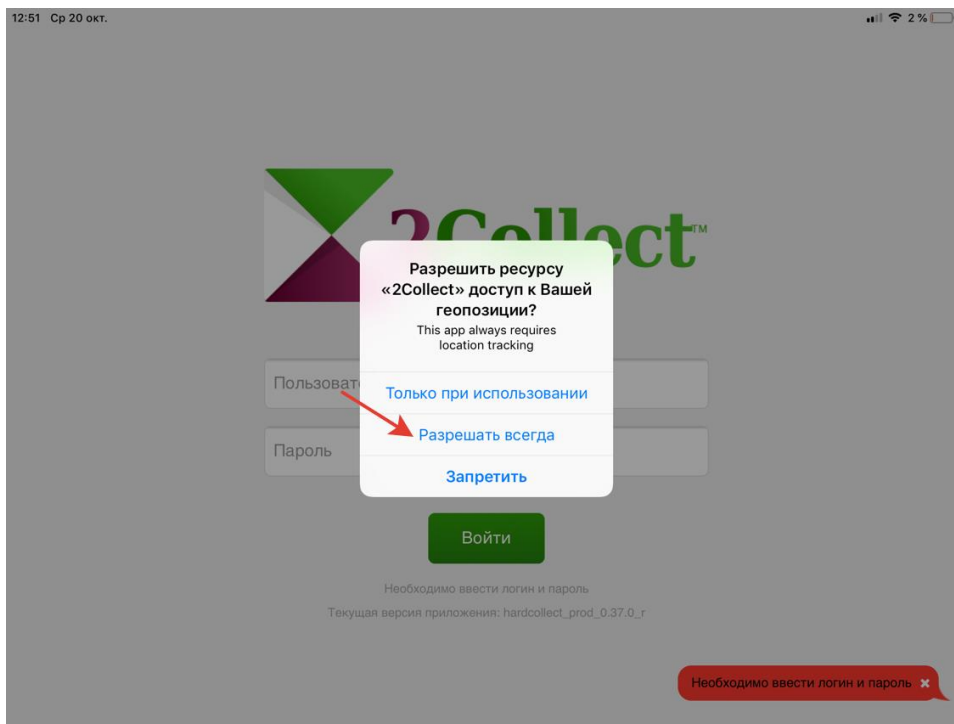 12:51 Ср 20 окт.
2 %
2Collect™
Разрешить ресурсу
«2Collect» доступ к Вашей
геопозиции?
This app always requires
location tracking
Пользоват
Только при использовании
Разрешать всегда
Пароль
Запретить
Войти
Необходимо ввести логин и пароль
Текущая версия приложения: hardcollect_prod_0.37.0_r
Необходимо ввести логин и пароль ×